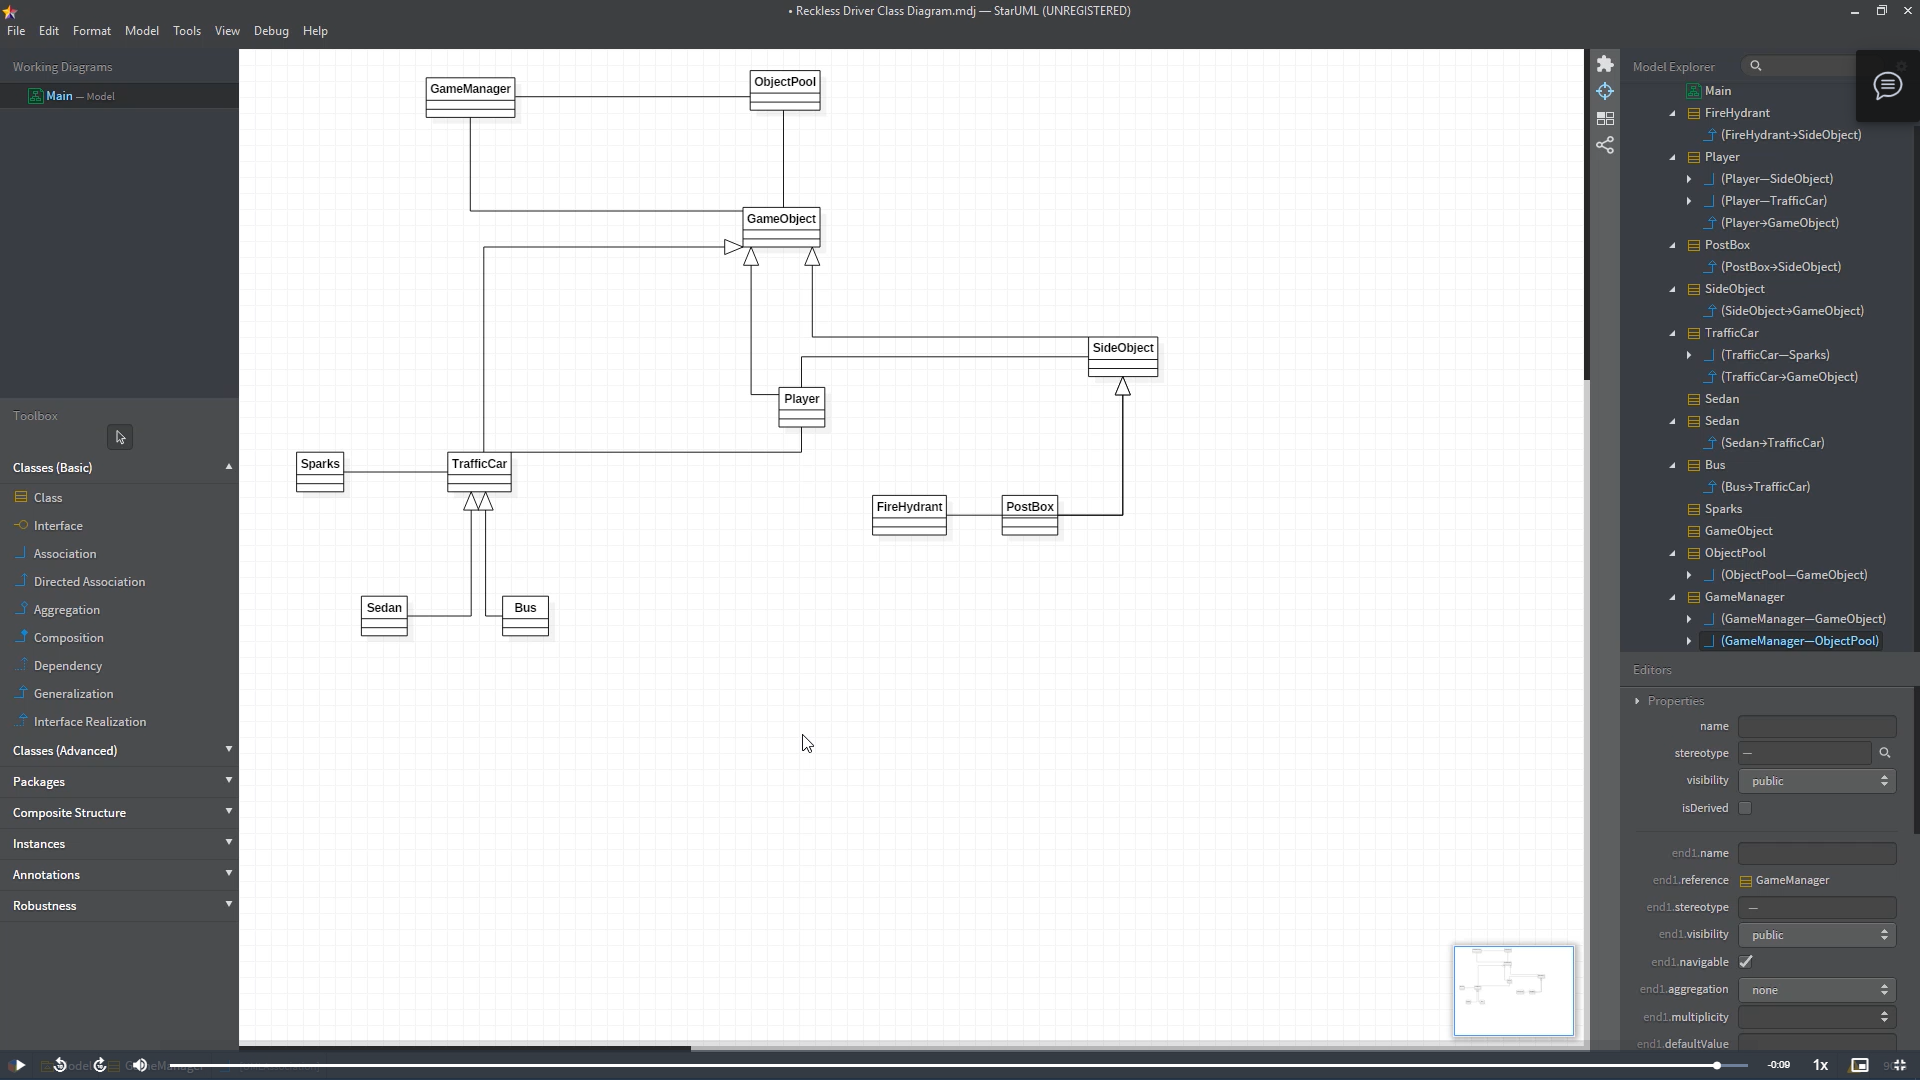 • Reckless Driver Class Diagram.mdj — StarUML (UNREGISTERED)
File Edit Format Model Tools View Debug Help
Working Diagrams
Main — Model
Toolbox
Classes (Basic)
Class
Interface
Association
Directed Association
Aggregation
Composition
Dependency
Generalization
Interface Realization
Classes (Advanced)
Packages
Composite Structure
Instances
Annotations
Robustness
GameManager
ObjectPool
GameObject
SideObject
Player
Sparks
TrafficCar
FireHydrant
PostBox
Sedan
Bus
Model Explorer
Main
FireHydrant
(FireHydrant→SideObject)
Player
(Player—SideObject)
(Player—TrafficCar)
(Player→GameObject)
PostBox
(PostBox→SideObject)
SideObject
(SideObject→GameObject)
TrafficCar
(TrafficCar—Sparks)
(TrafficCar→GameObject)
Sedan
Sedan
(Sedan→TrafficCar)
Bus
(Bus→TrafficCar)
Sparks
GameObject
ObjectPool
(ObjectPool—GameObject)
GameManager
(GameManager—GameObject)
(GameManager—ObjectPool)
Editors
Properties
name
stereotype —
visibility public
isDerived
end1.name
end1.reference GameManager
end1.stereotype —
end1.visibility public
end1.navigable
end1.aggregation none
end1.multiplicity
end1.defaultValue
-0:09
1x